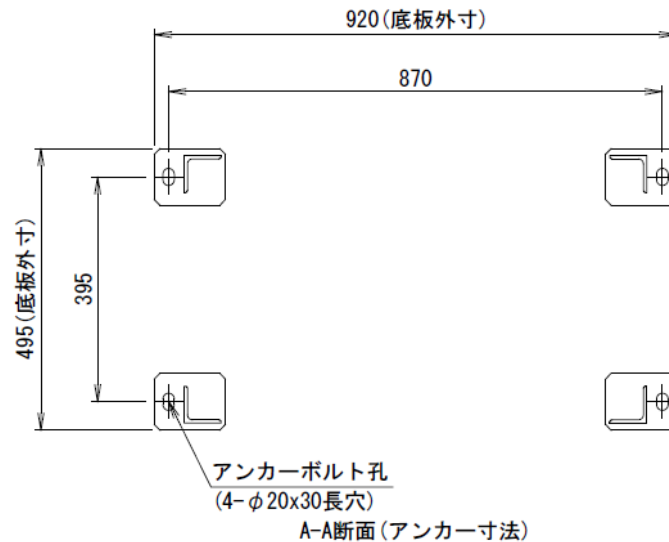 920(底板外寸)
870
495(底板外寸)
395
アンカーボルト孔
(4-φ20x30長穴)
A-A断面(アンカー寸法)